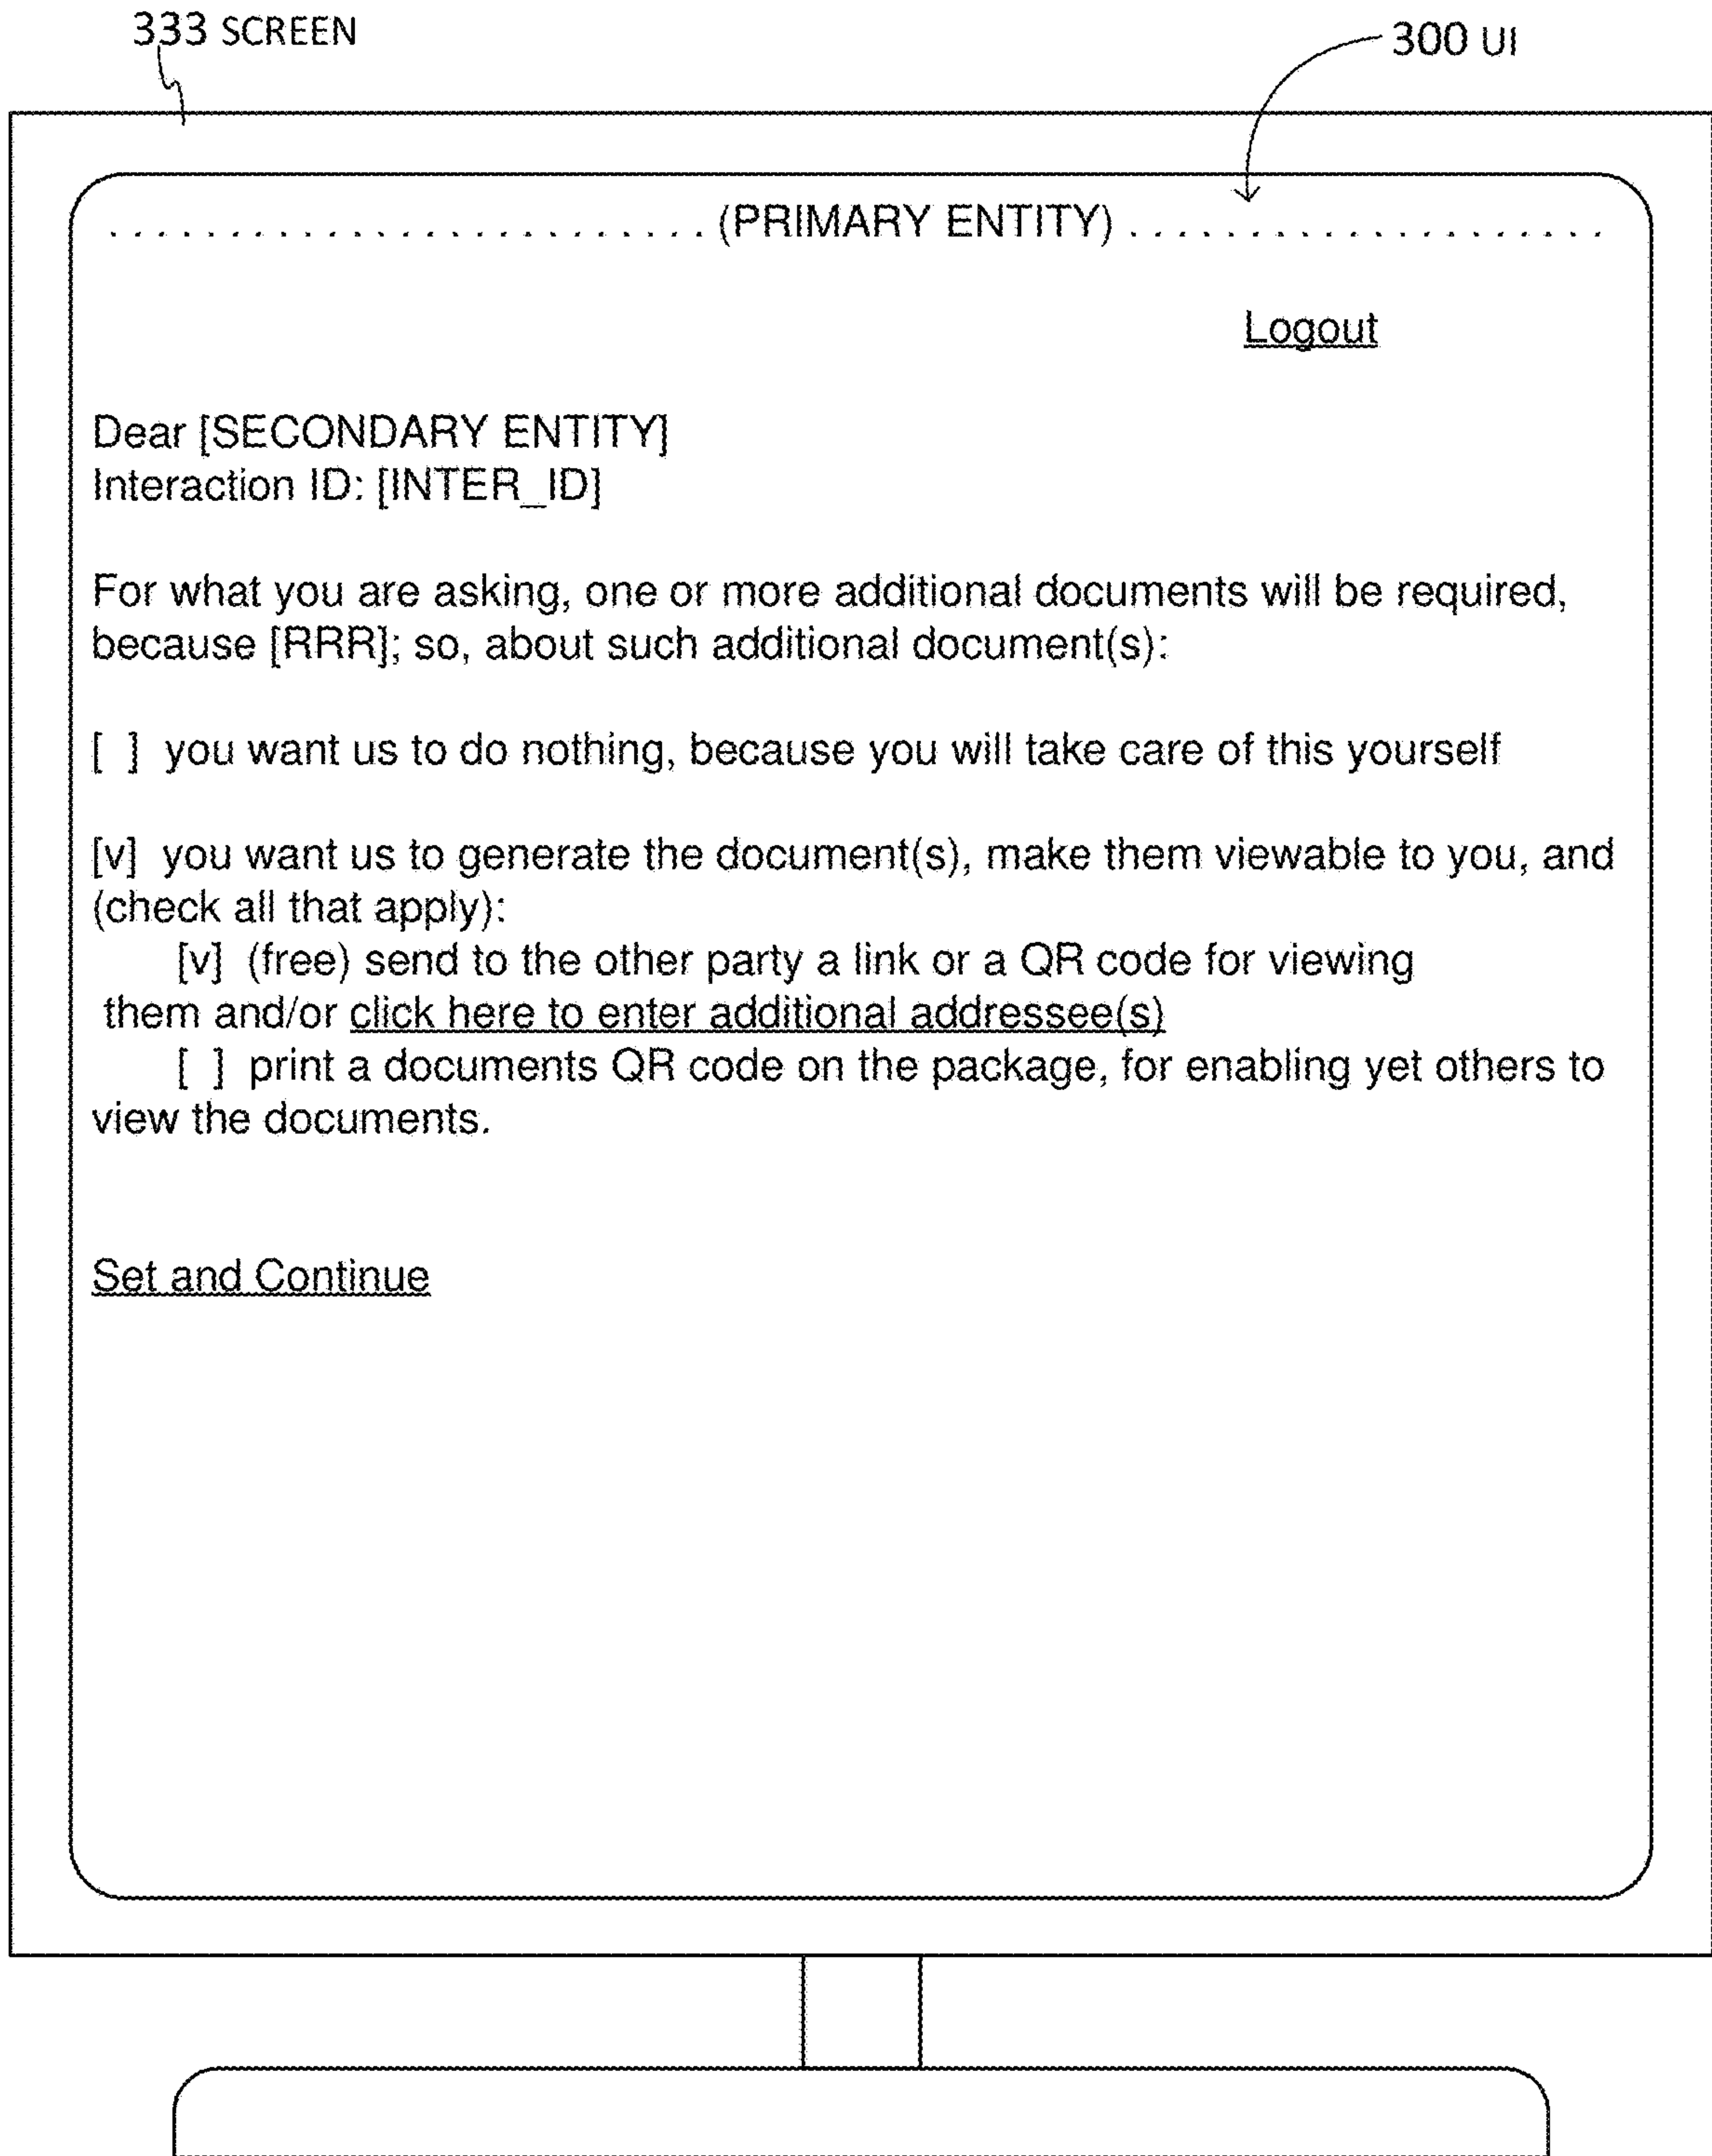 333 SCREEN
300 UI
. . . . . . . . . . . . . . . . . . . . . . . . . (PRIMARY ENTITY) . . . . . . . . . . . . . . . . . . . .
Logout
Dear [SECONDARY ENTITY]
Interaction ID: [INTER_ID]
For what you are asking, one or more additional documents will be required,
because [RRR]; so, about such additional document(s):
[ ] you want us to do nothing, because you will take care of this yourself
[v] you want us to generate the document(s), make them viewable to you, and
(check all that apply):
[v] (free) send to the other party a link or a QR code for viewing
them and/or click here to enter additional addressee(s)
[ ] print a documents QR code on the package, for enabling yet others to
view the documents.
Set and Continue